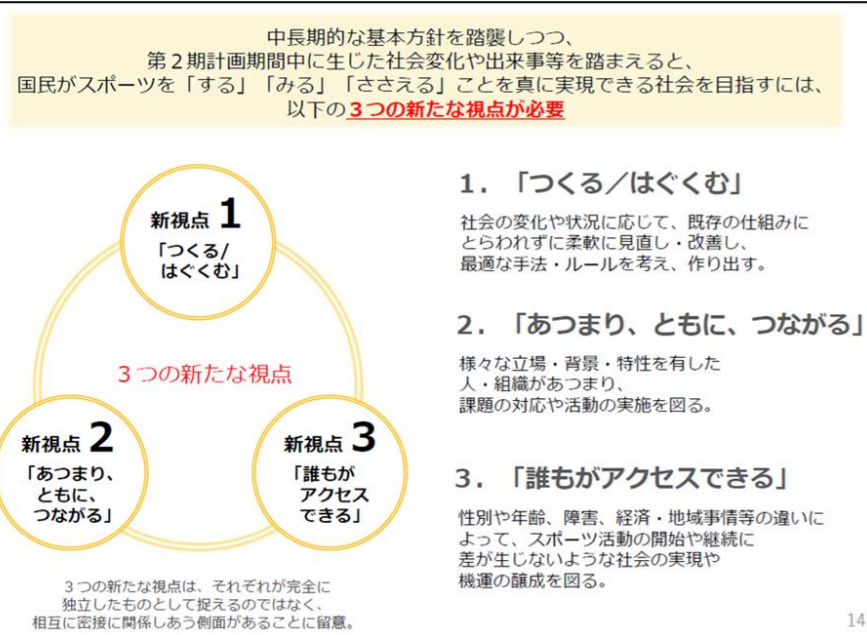 中長期的な基本方針を踏襲しつつ、
第２期計画期間中に生じた社会変化や出来事等を踏まえると、
国民がスポーツを「する」「みる」「ささえる」ことを真に実現できる社会を目指すには、
以下の３つの新たな視点が必要
新視点 1
「つくる/
はぐくむ」
３つの新たな視点
新視点 2
「あつまり、
ともに、
つながる」
新視点 3
「誰もが
アクセス
できる」
３つの新たな視点は、それぞれが完全に
独立したものとして捉えるのではなく、
相互に密接に関係しあう側面があることに留意。
１．「つくる／はぐくむ」
社会の変化や状況に応じて、既存の仕組みに
とらわれずに柔軟に見直し・改善し、
最適な手法・ルールを考え、作り出す。
２．「あつまり、ともに、つながる」
様々な立場・背景・特性を有した
人・組織があつまり、
課題の対応や活動の実施を図る。
３．「誰もがアクセスできる」
性別や年齢、障害、経済・地域事情等の違いに
よって、スポーツ活動の開始や継続に
差が生じないような社会の実現や
機運の醸成を図る。
14